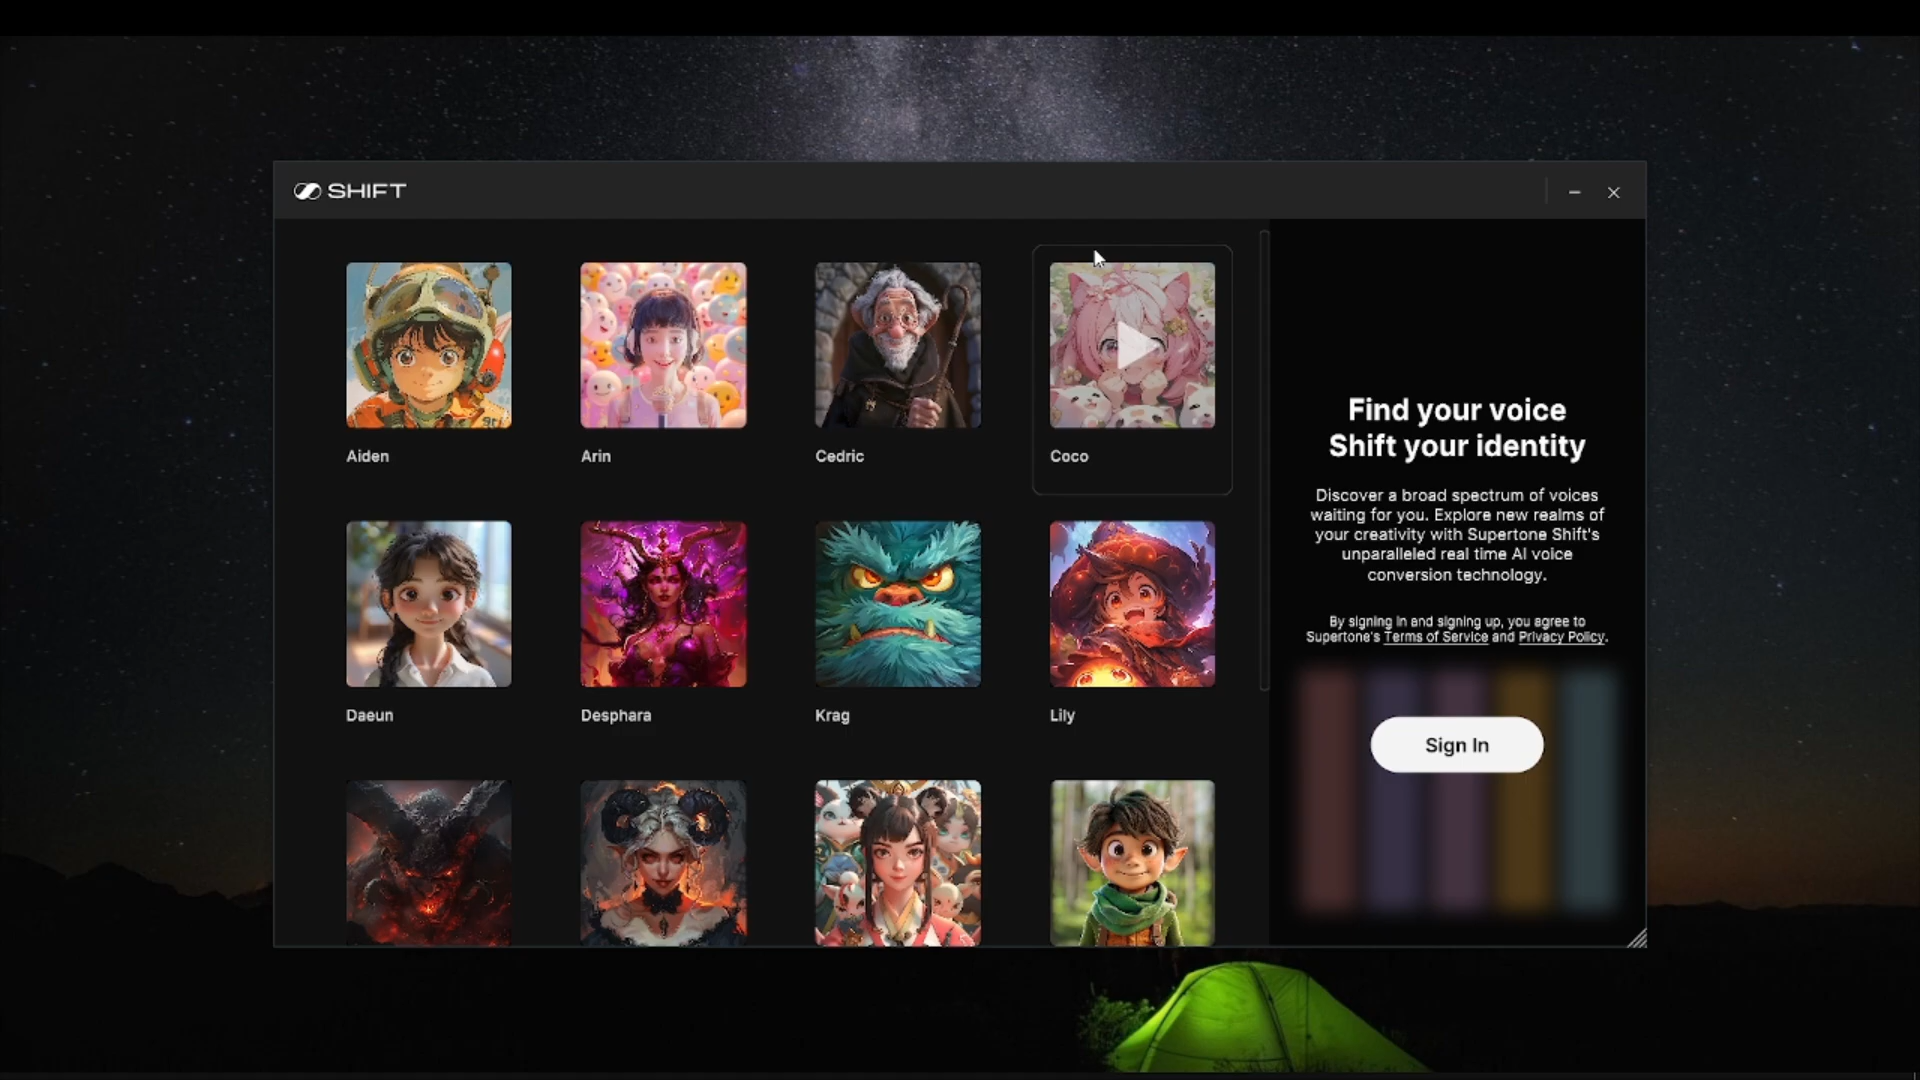 SHIFT
Aiden
Arin
Cedric
Coco
Daeun
Desphara
Krag
Lily
Find your voice
Shift your identity
Discover a broad spectrum of voices
waiting for you. Explore new realms of
your creativity with Supertone Shift's
unparalleled real time AI voice
conversion technology.
By signing in and signing up, you agree to
Supertone's Terms of Service and Privacy Policy.
Sign In